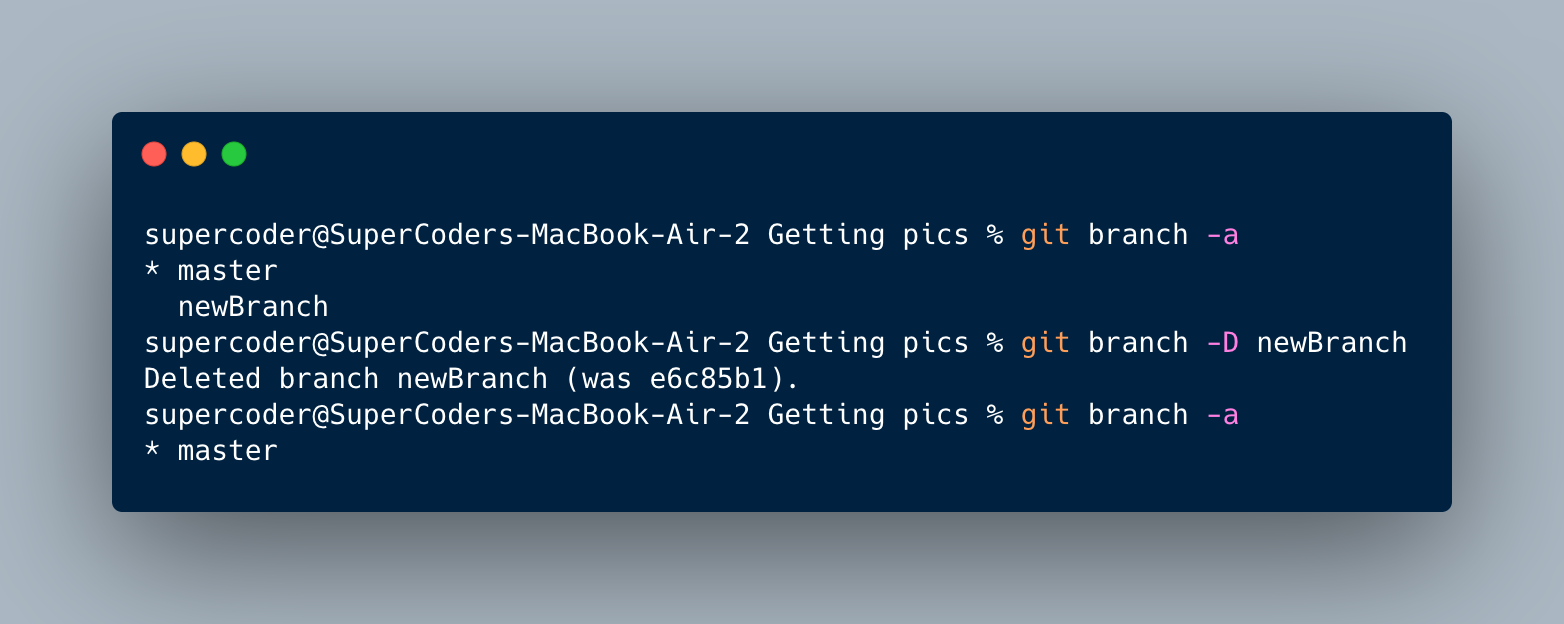 supercoder@SuperCoders-MacBook-Air-2 Getting pics % git branch -a
* master
  newBranch
supercoder@SuperCoders-MacBook-Air-2 Getting pics % git branch -D newBranch
Deleted branch newBranch (was e6c85b1).
supercoder@SuperCoders-MacBook-Air-2 Getting pics % git branch -a
* master